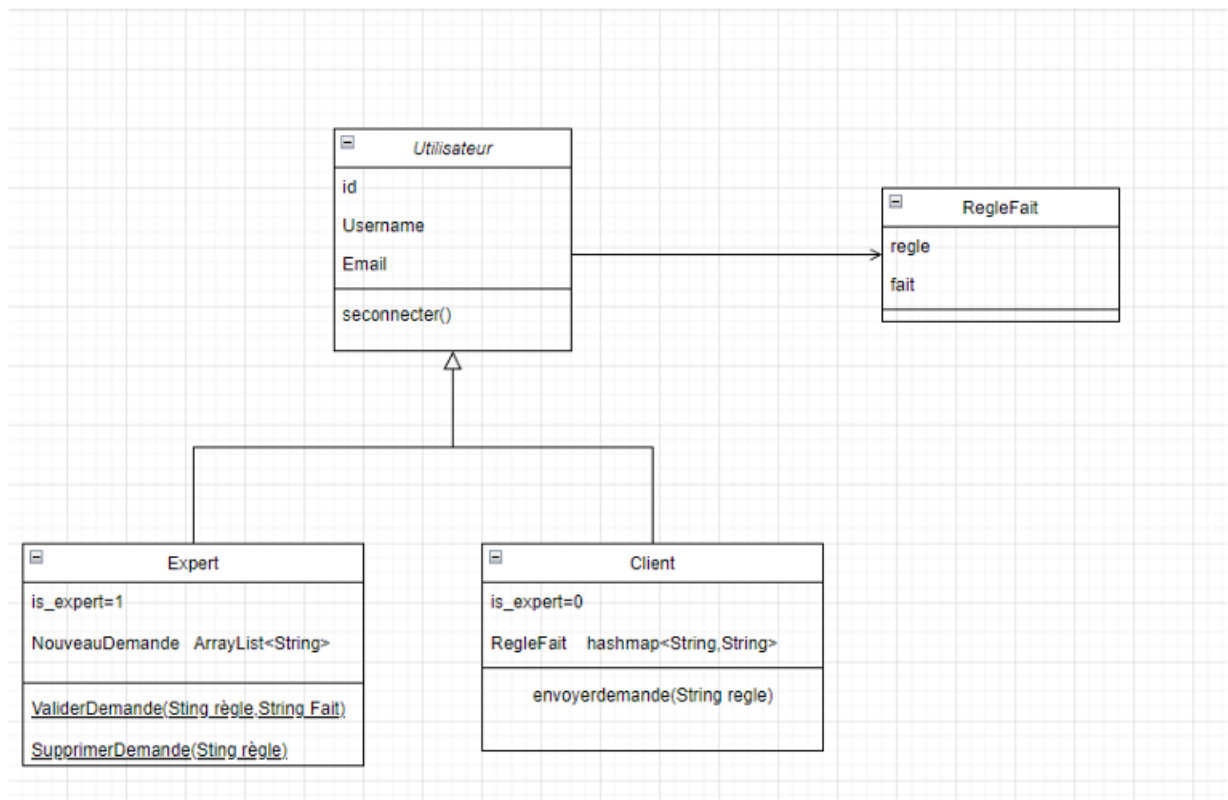 Utilisateur
id
Username
Email
seconnecter()
RegleFait
regle
fait
Expert
is_expert=1
NouveauDemande ArrayList<String>
ValiderDemande(Sting règle,String Fait)
SupprimerDemande(Sting règle)
Client
is_expert=0
RegleFait hashmap<String,String>
envoyerdemande(String regle)